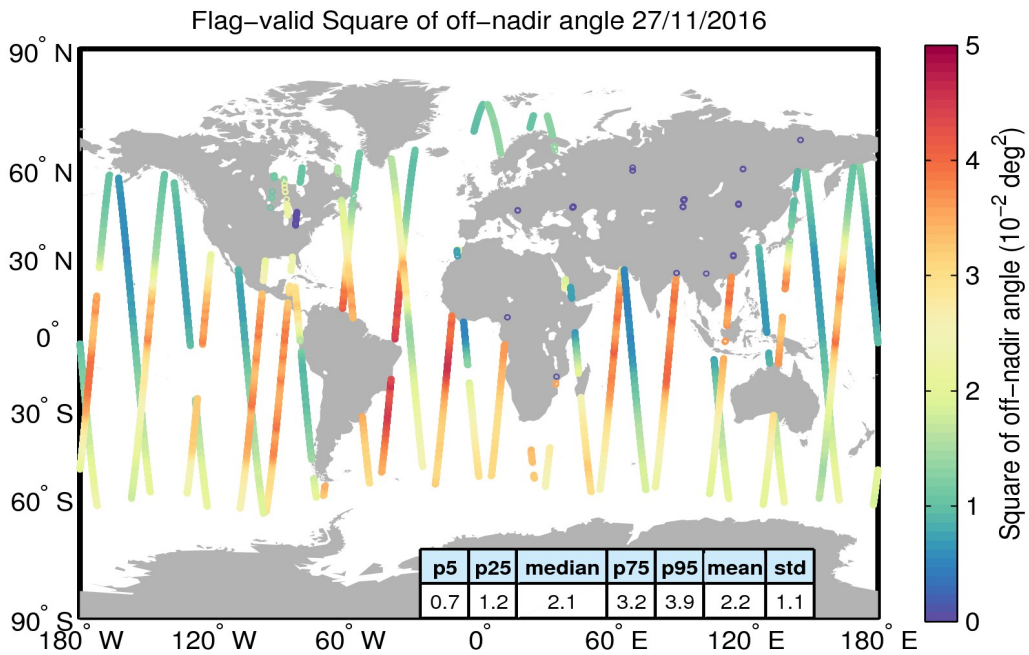 Flag−valid Square of off−nadir angle 27/11/2016
90° N
60° N
30° N
0°
30° S
60° S
90° S
180° W
120° W
60° W
0°
60° E
120° E
180° E
p5 p25 median p75 p95 mean std
0.7 1.2 2.1 3.2 3.9 2.2 1.1
5
4
3
2
1
0
Square of off−nadir angle (10⁻² deg²)